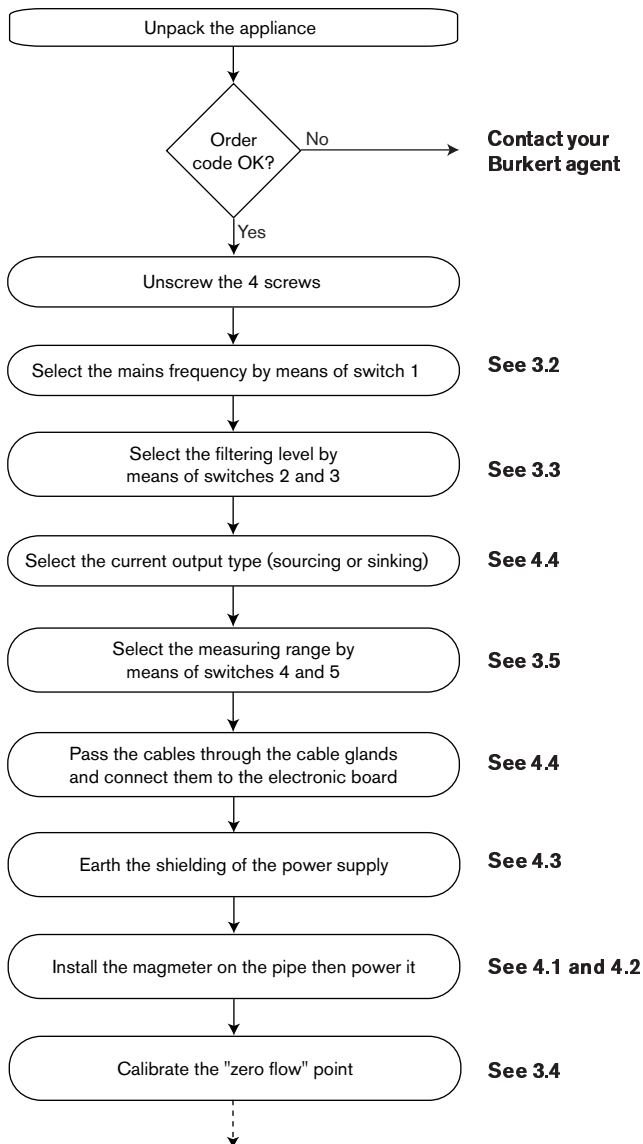 Unpack the appliance
Order
code OK?
No
Contact your
Burkert agent
Yes
Unscrew the 4 screws
Select the mains frequency by means of switch 1
See 3.2
Select the filtering level by
means of switches 2 and 3
See 3.3
Select the current output type (sourcing or sinking)
See 4.4
Select the measuring range by
means of switches 4 and 5
See 3.5
Pass the cables through the cable glands
and connect them to the electronic board
See 4.4
Earth the shielding of the power supply
See 4.3
Install the magmeter on the pipe then power it
See 4.1 and 4.2
Calibrate the "zero flow" point
See 3.4